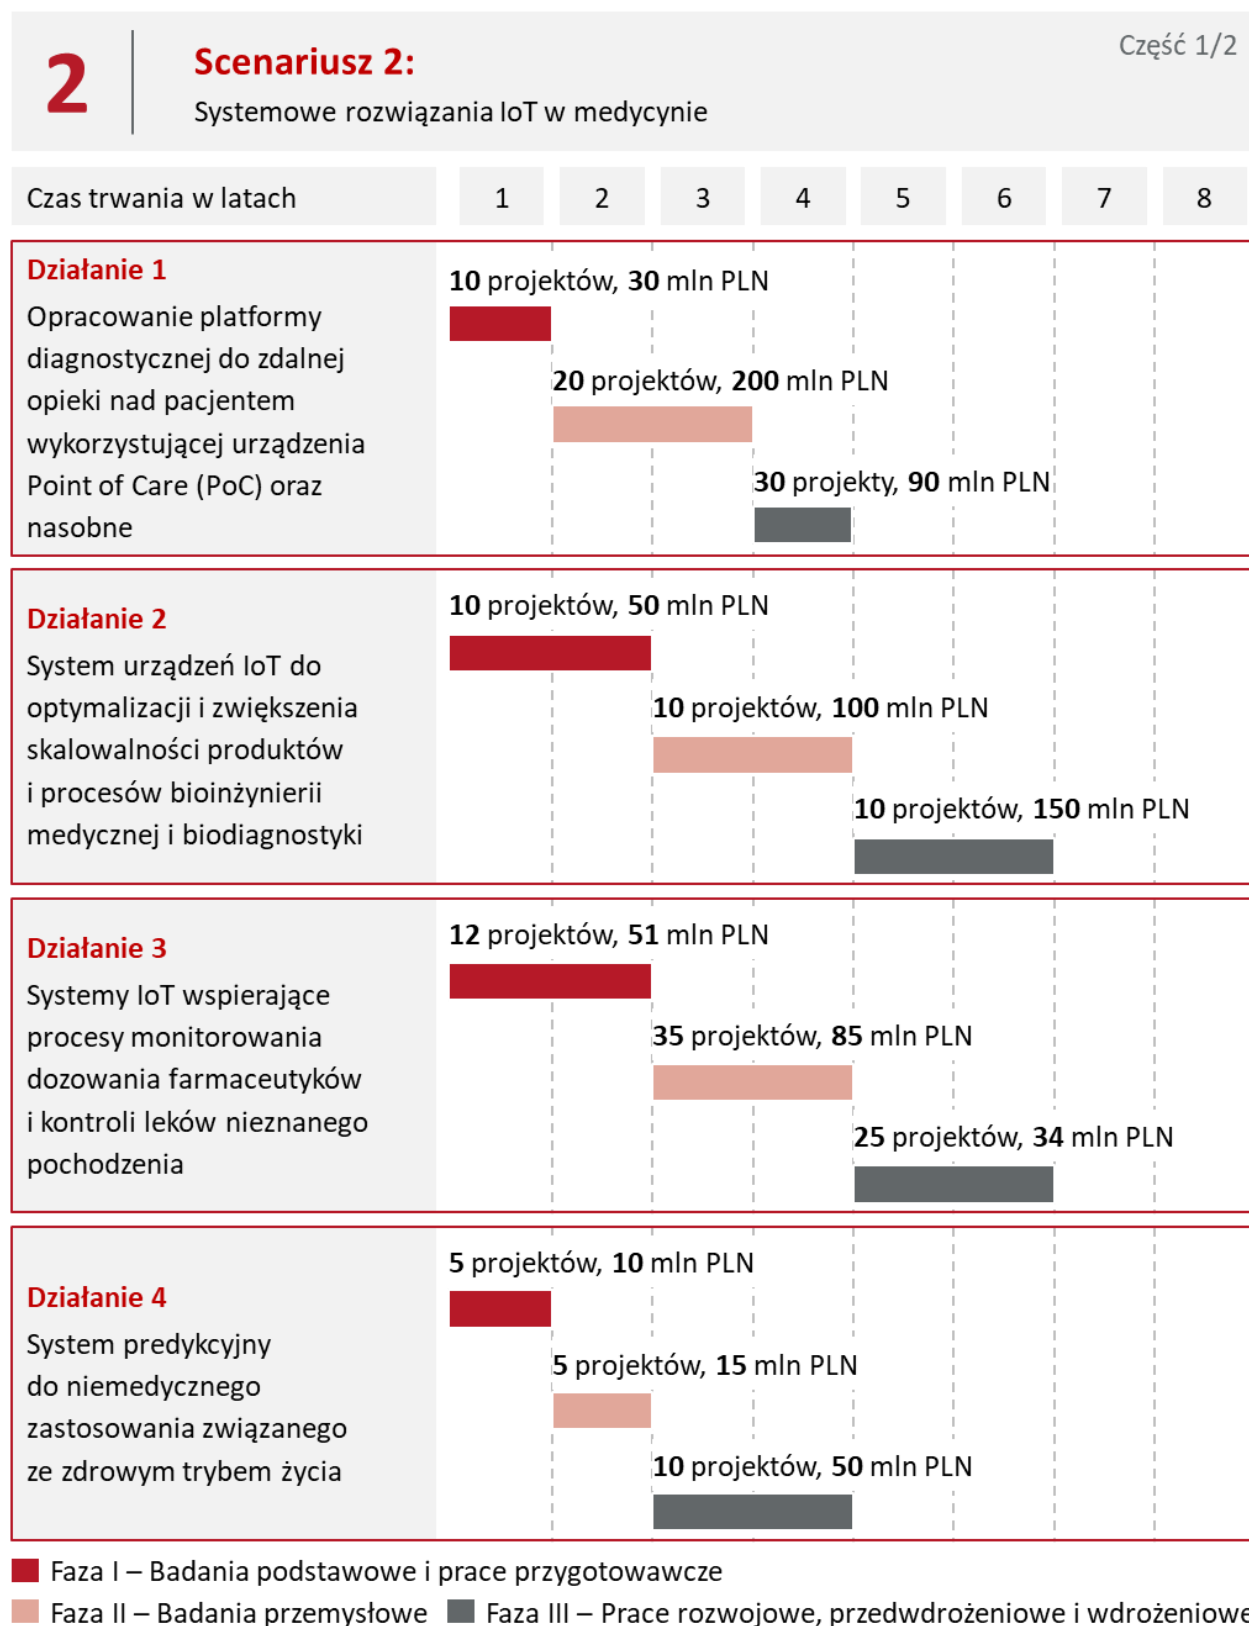 Część 1/2
2
Scenariusz 2:
Systemowe rozwiązania IoT w medycynie
Czas trwania w latach 1 2 3 4 5 6 7 8
Działanie 1
Opracowanie platformy
diagnostycznej do zdalnej
opieki nad pacjentem
wykorzystującej urządzenia
Point of Care (PoC) oraz
nasobne
10 projektów, 30 mln PLN
20 projektów, 200 mln PLN
30 projekty, 90 mln PLN
Działanie 2
System urządzeń IoT do
optymalizacji i zwiększenia
skalowalności produktów
i procesów bioinżynierii
medycznej i biodiagnostyki
10 projektów, 50 mln PLN
10 projektów, 100 mln PLN
10 projektów, 150 mln PLN
Działanie 3
Systemy IoT wspierające
procesy monitorowania
dozowania farmaceutyków
i kontroli leków nieznanego
pochodzenia
12 projektów, 51 mln PLN
35 projektów, 85 mln PLN
25 projektów, 34 mln PLN
Działanie 4
System predykcyjny
do niemedycznego
zastosowania związanego
ze zdrowym trybem życia
5 projektów, 10 mln PLN
5 projektów, 15 mln PLN
10 projektów, 50 mln PLN
Faza I – Badania podstawowe i prace przygotowawcze
Faza II – Badania przemysłowe Faza III – Prace rozwojowe, przedwdrożeniowe i wdrożeniowe